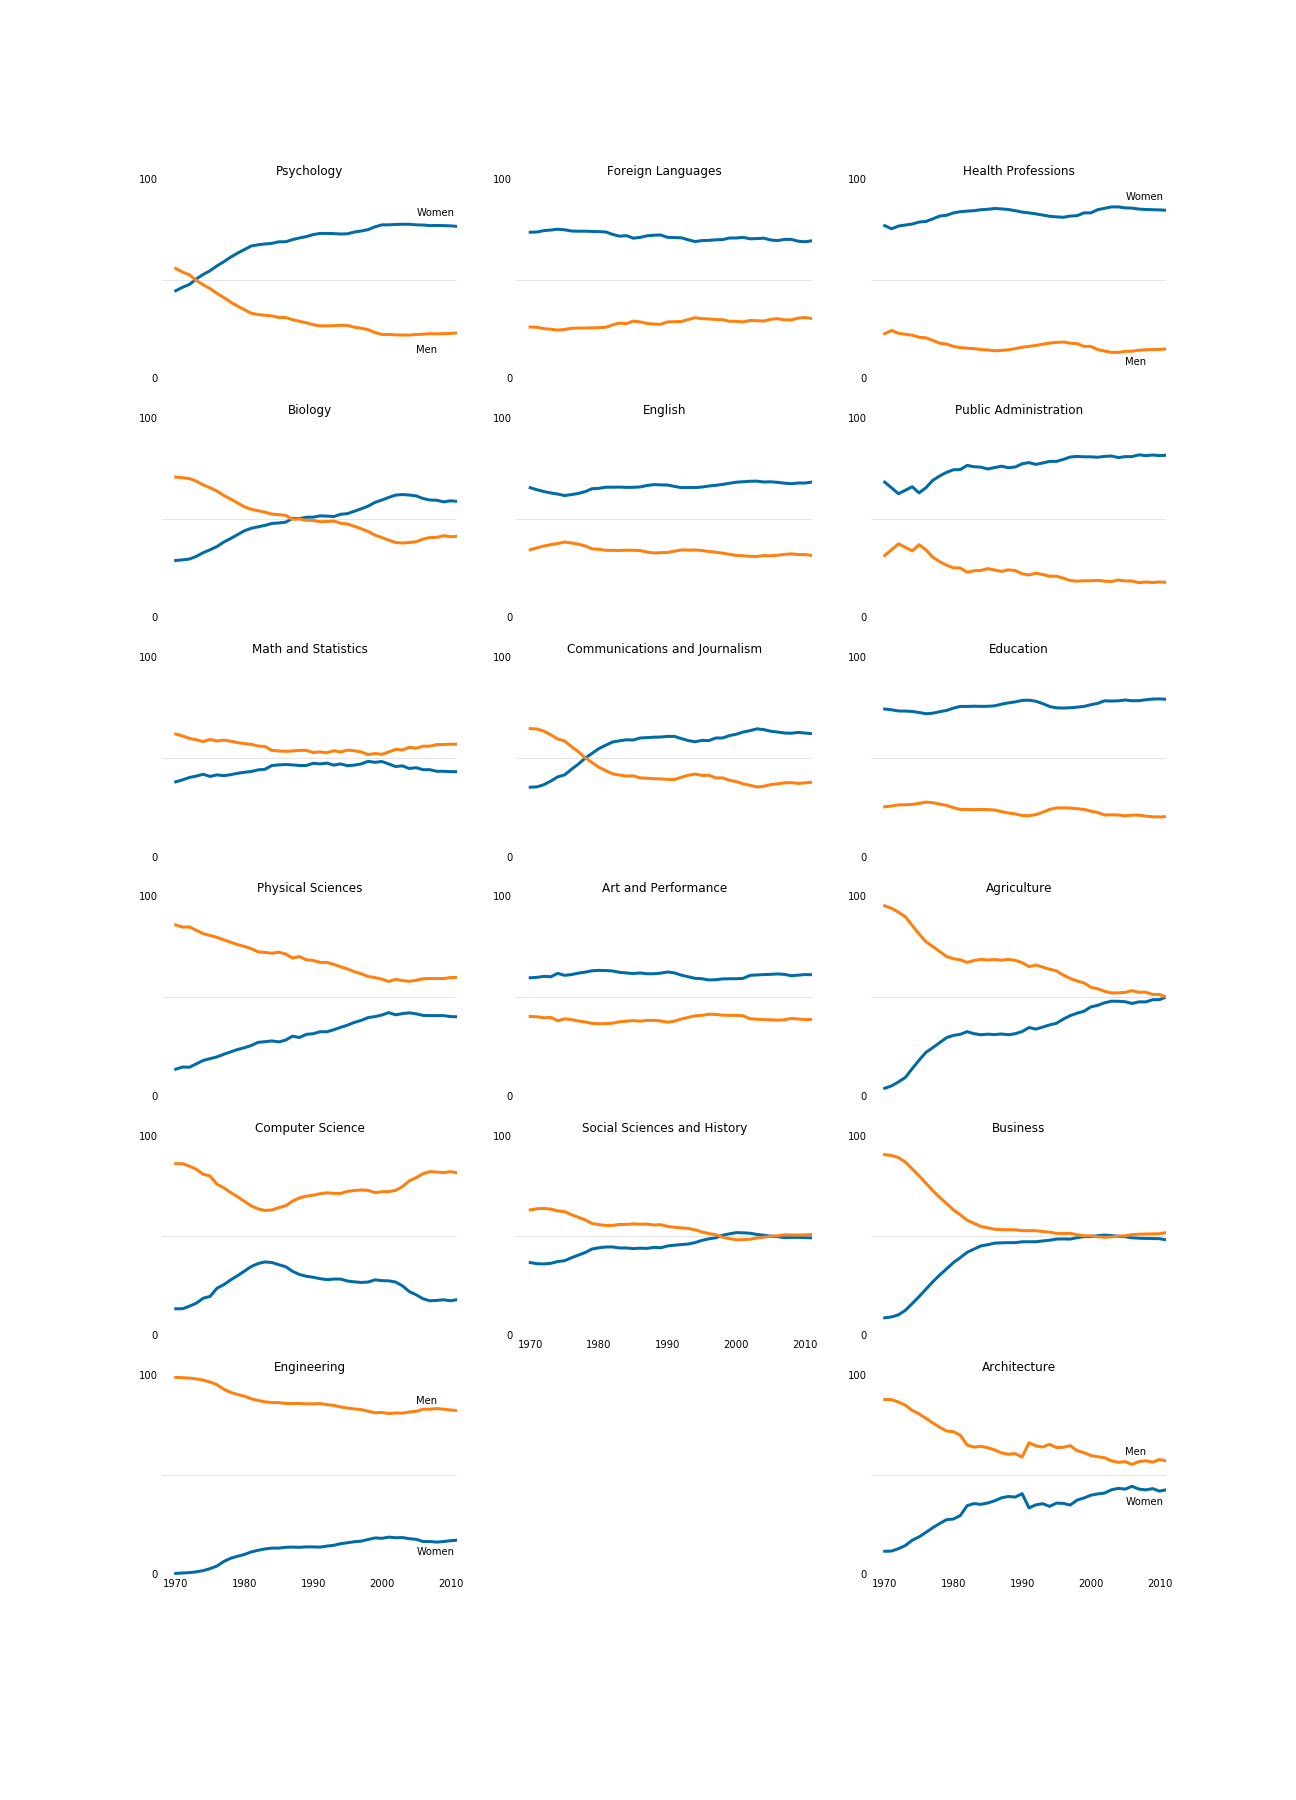 Psychology
Foreign Languages
Health Professions
100
100
100
Women
Women
Men
Men
0
0
0
Biology
English
Public Administration
100
100
100
0
0
0
Math and Statistics
Communications and Journalism
Education
100
100
100
0
0
0
Physical Sciences
Art and Performance
Agriculture
100
100
100
0
0
0
Computer Science
Social Sciences and History
Business
100
100
100
0
0
0
1970 1980 1990 2000 2010
Engineering
Architecture
100
100
Men
Men
Women
Women
0
0
1970 1980 1990 2000 2010
1970 1980 1990 2000 2010